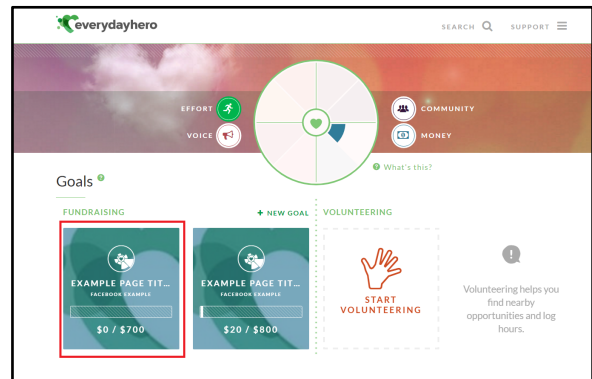 everydayhero
SEARCH
SUPPORT
EFFORT
COMMUNITY
VOICE
MONEY
? What's this?
Goals ?
FUNDRAISING
+ NEW GOAL
VOLUNTEERING
EXAMPLE PAGE TIT...
FACEBOOK EXAMPLE
$0 / $700
EXAMPLE PAGE TIT...
FACEBOOK EXAMPLE
$20 / $800
START
VOLUNTEERING
!
Volunteering helps you
find nearby
opportunities and log
hours.